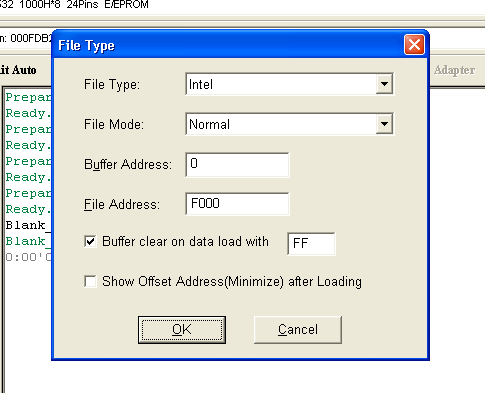 532 1000H*8 24Pins E/EPROM
n: 000FDB2
File Type
it Auto
Adapter
File Type:
Intel
File Mode:
Normal
Buffer Address:
0
File Address:
F000
Buffer clear on data load with
FF
Show Offset Address(Minimize) after Loading
OK
Cancel
Prepar
Ready.
Prepar
Ready.
Prepar
Ready.
Prepar
Ready.
Blank_
Blank_
0:00'0